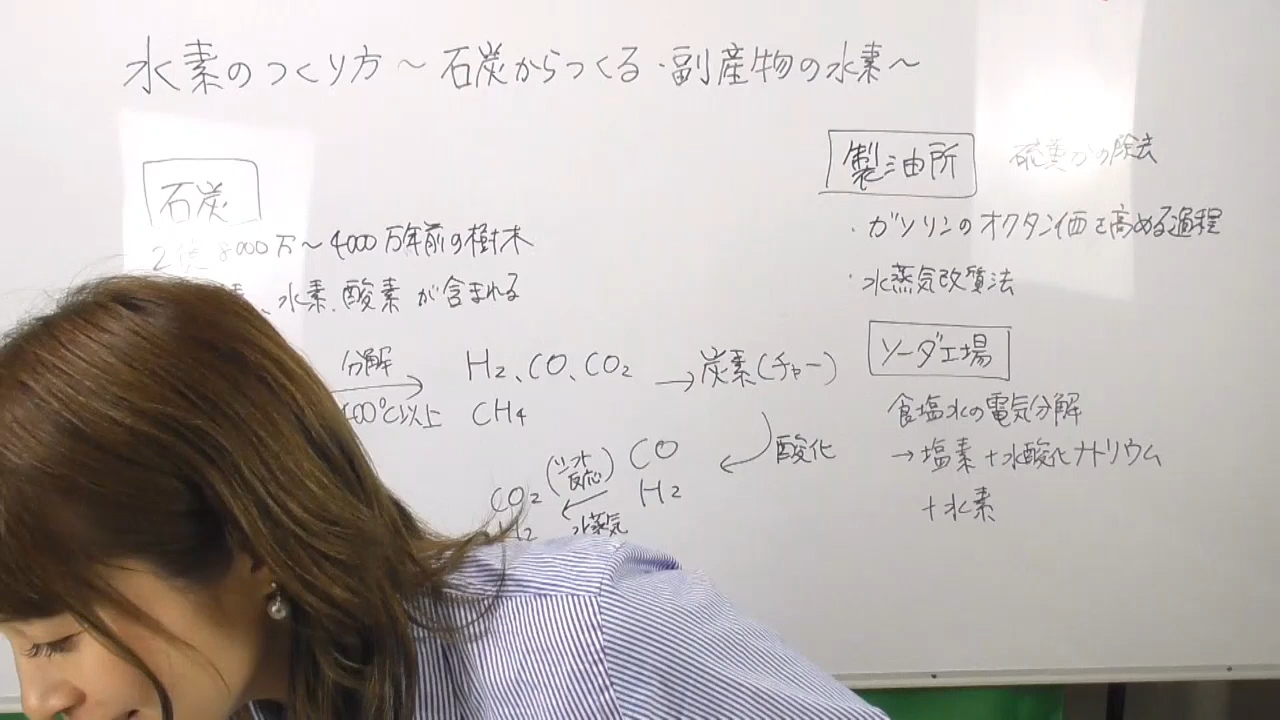 水素のつくり方～石炭からつくる・副産物の水素～
石炭
2億8000万～4000万年前の樹木
、水素、酸素が含まれる
分解
00℃以上
H2、CO、CO2
CH4
→炭素(チャー)
酸化
CO
H2
(シフト反応)
水蒸気
CO2
H2
製油所
硫黄分の除去
・ガソリンのオクタン価を高める過程
・水蒸気改質法
ソーダ工場
食塩水の電気分解
→塩素+水酸化ナトリウム
+水素